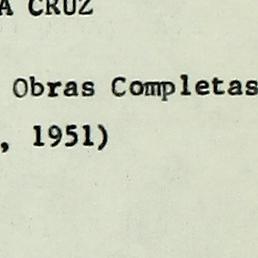 A CRUZ
Obras Completas
, 1951)